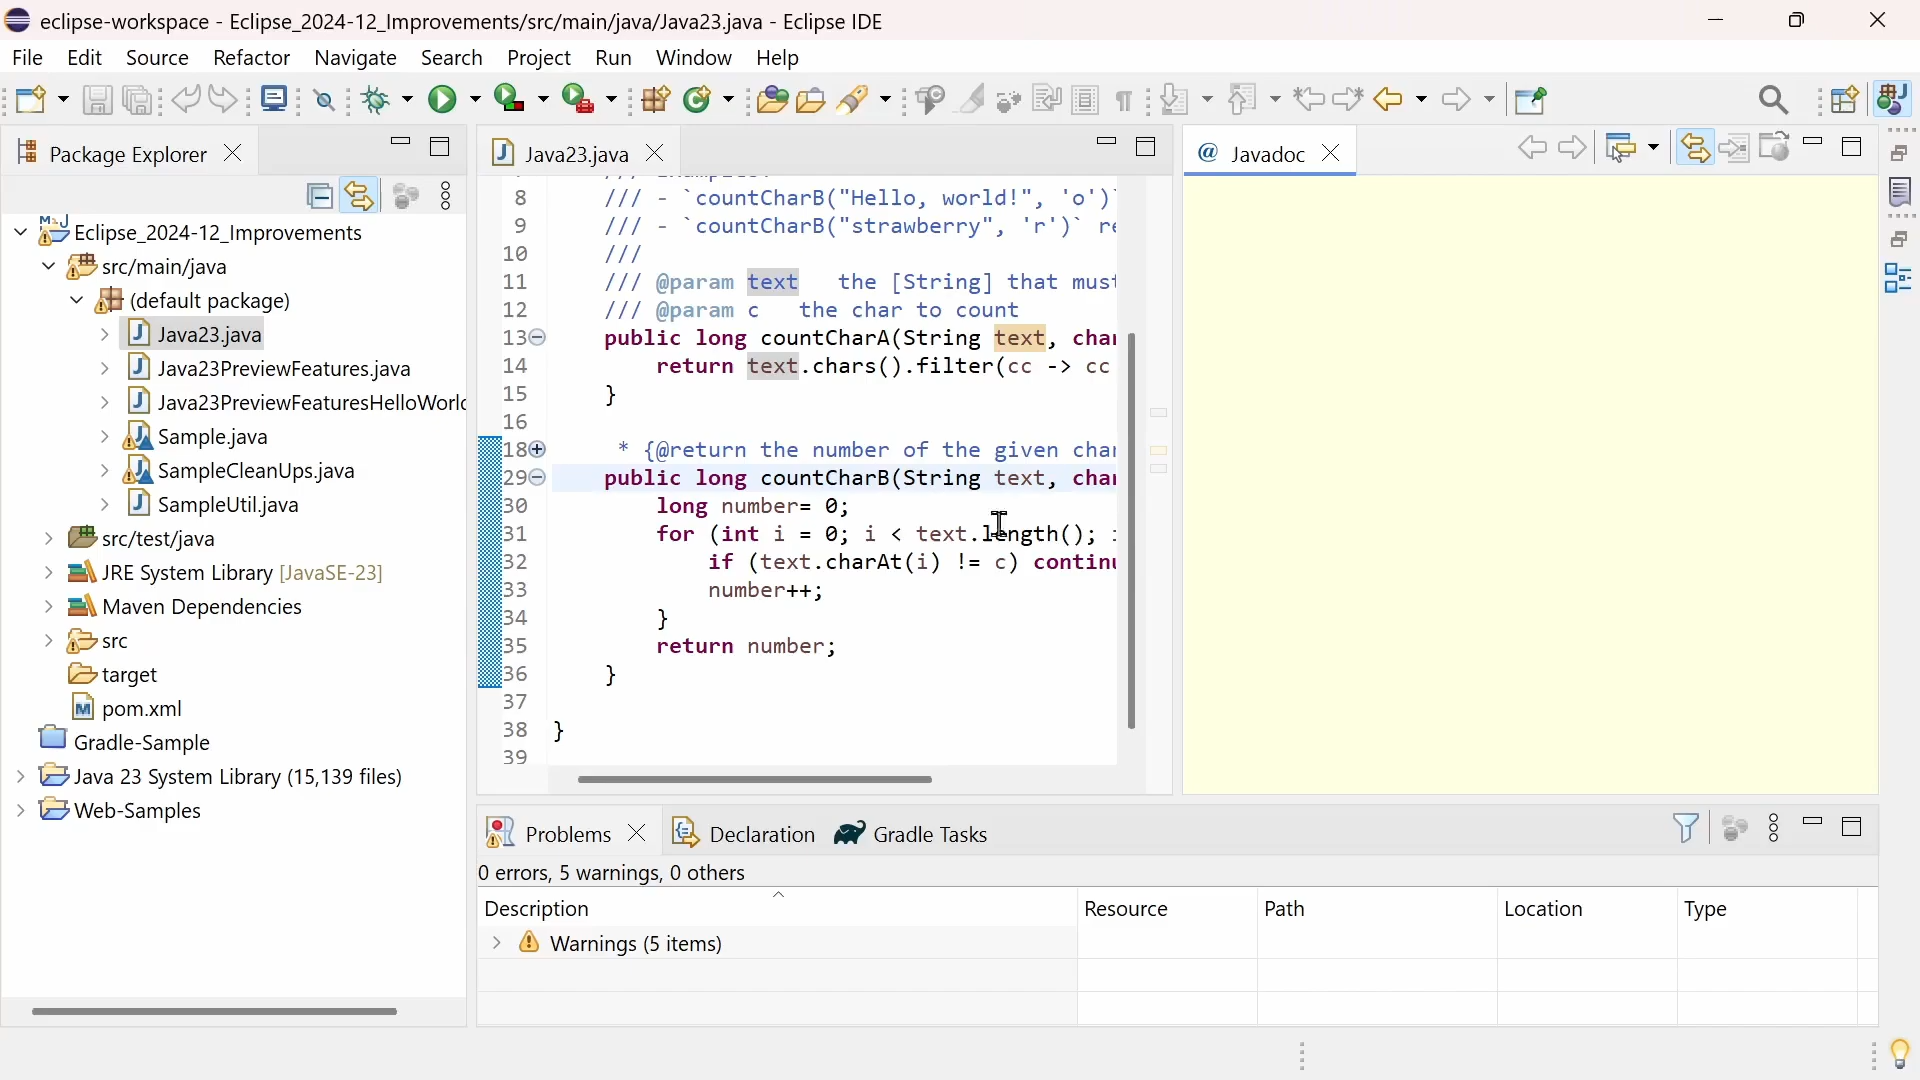 eclipse-workspace - Eclipse_2024-12_Improvements/src/main/java/Java23.java - Eclipse IDE
File Edit Source Refactor Navigate Search Project Run Window Help
Package Explorer
Eclipse_2024-12_Improvements
src/main/java
(default package)
Java23.java
Java23PreviewFeatures.java
Java23PreviewFeaturesHelloWorld
Sample.java
SampleCleanUps.java
SampleUtil.java
src/test/java
JRE System Library [JavaSE-23]
Maven Dependencies
src
target
pom.xml
Gradle-Sample
Java 23 System Library (15,139 files)
Web-Samples
Java23.java
8 /// - `countCharB("Hello, world!", 'o')`
9 /// - `countCharB("strawberry", 'r')` re
10 ///
11 /// @param text   the [String] that must
12 /// @param c   the char to count
13 public long countCharA(String text, char
14 return text.chars().filter(cc -> cc
15 }
16
18 * {@return the number of the given char
29 public long countCharB(String text, char
30 long number= 0;
31 for (int i = 0; i < text.length();
32 if (text.charAt(i) != c) continu
33 number++;
34 }
35 return number;
36 }
37
38 }
39
@ Javadoc
Problems Declaration Gradle Tasks
0 errors, 5 warnings, 0 others
Description Resource Path Location Type
Warnings (5 items)